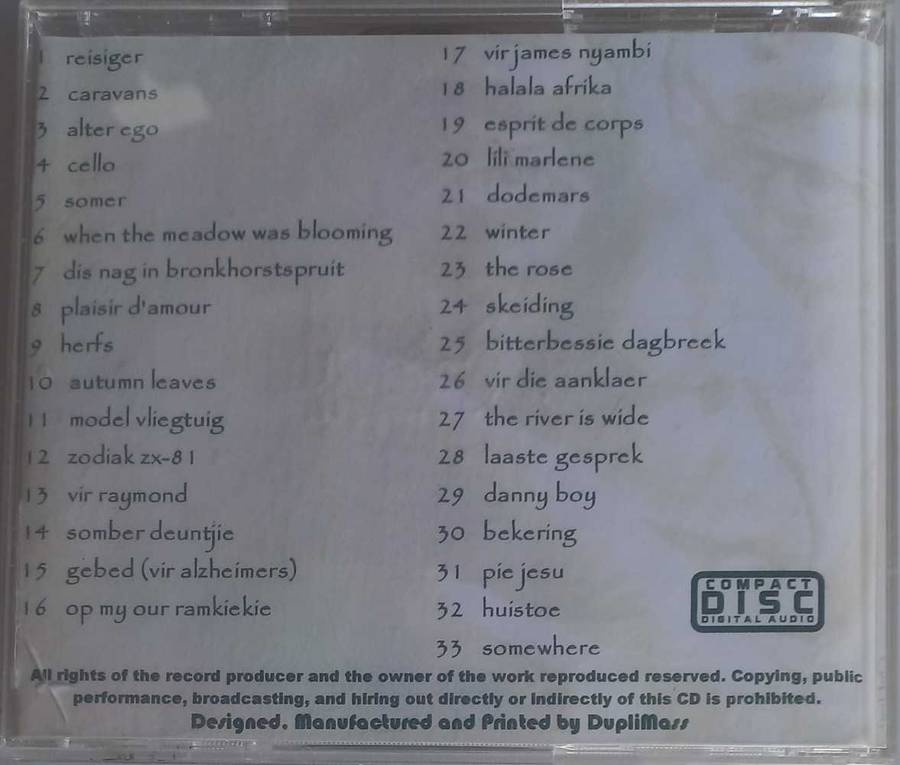 1 reisiger
2 caravans
3 alter ego
4 cello
5 somer
6 when the meadow was blooming
7 dis nag in bronkhorstspruit
8 plaisir d'amour
9 herfs
10 autumn leaves
11 model vliegtuig
12 zodiak zx-81
13 vir raymond
14 somber deuntjie
15 gebed (vir alzheimers)
16 op my our ramkiekie
17 vir james nyambi
18 halala afrika
19 esprit de corps
20 lili marlene
21 dodemars
22 winter
23 the rose
24 skeiding
25 bitterbessie dagbreek
26 vir die aanklaer
27 the river is wide
28 laaste gesprek
29 danny boy
30 bekering
31 pie jesu
32 huistoe
33 somewhere
COMPACT
DISC
DIGITAL AUDIO
All rights of the record producer and the owner of the work reproduced reserved. Copying, public
performance, broadcasting, and hiring out directly or indirectly of this CD is prohibited.
Designed. Manufactured and Printed by DupliMass